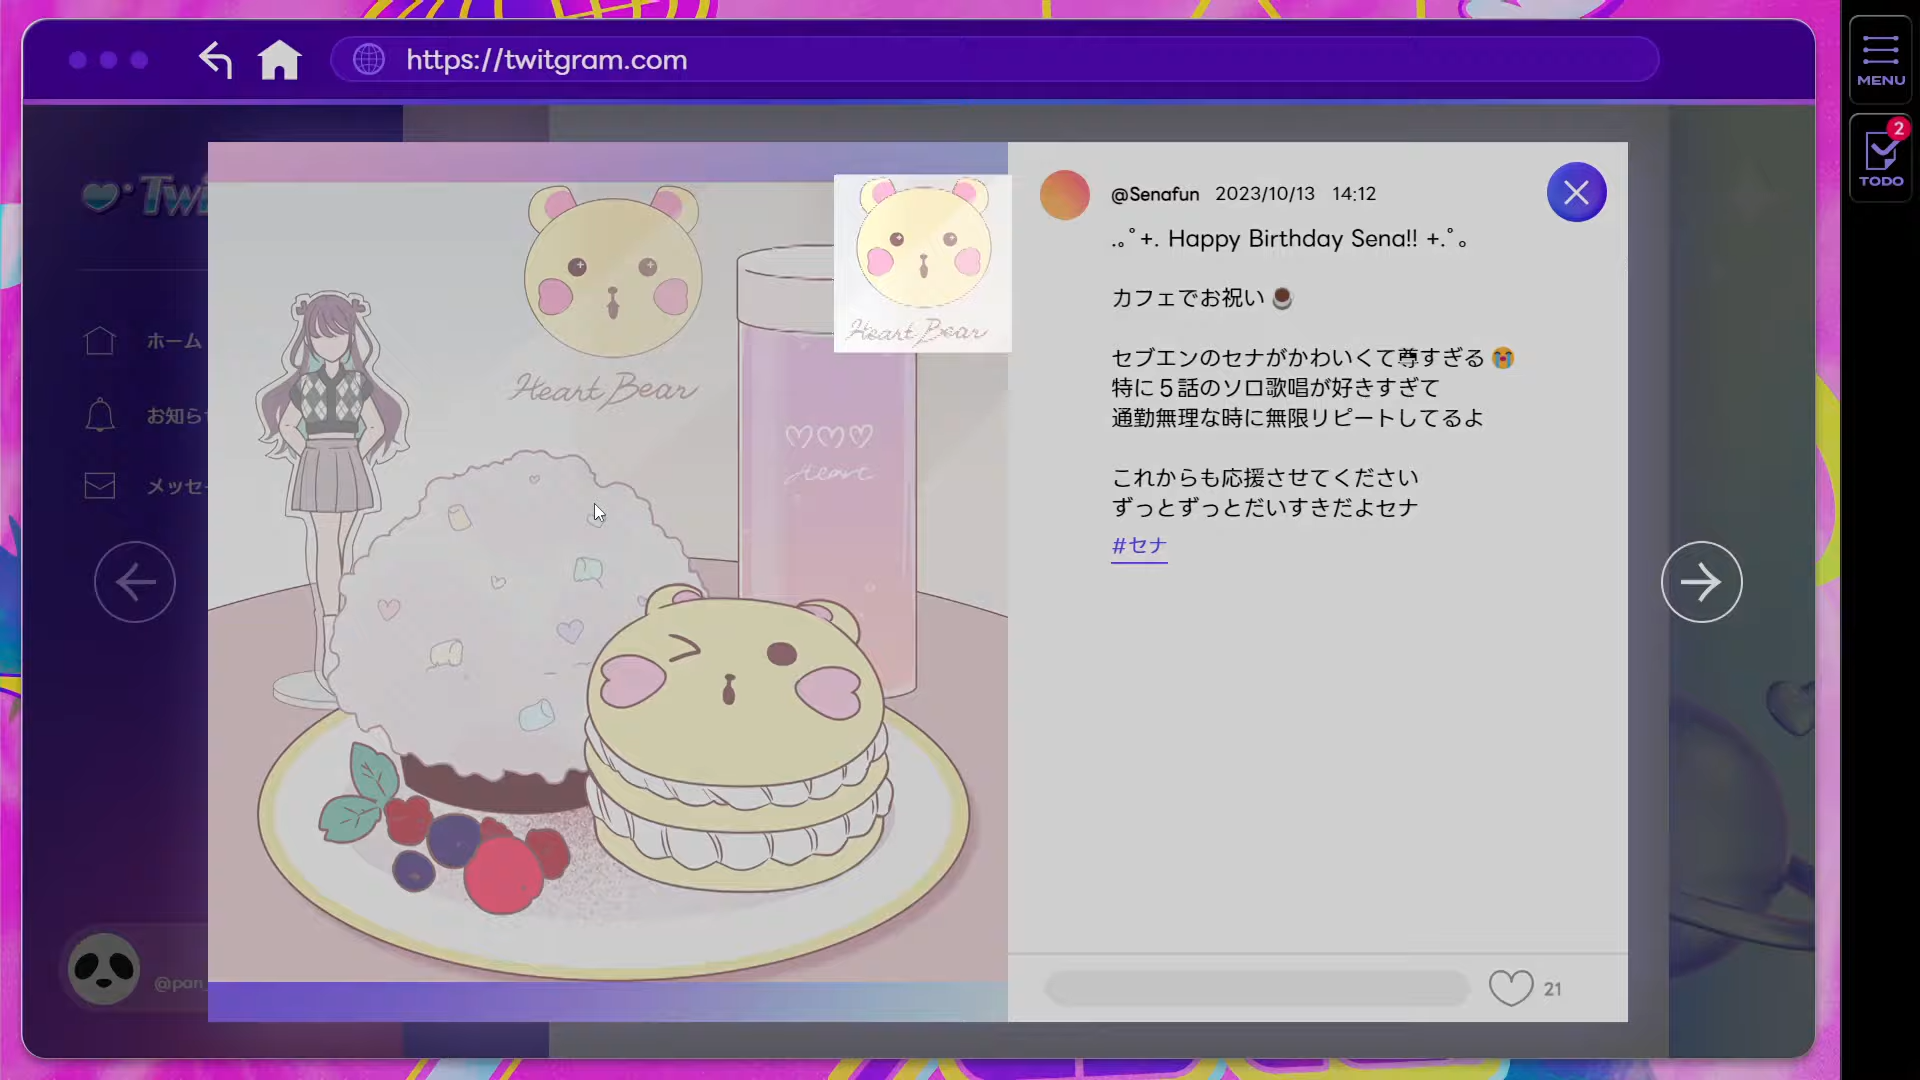 https://twitgram.com
MENU
2
TODO
Twi
ホーム
お知ら
メッセ
@pan_
Heart Bear
Heart Bear
Heart
@Senafun 2023/10/13 14:12
.｡ﾟ+. Happy Birthday Sena!! +.ﾟ｡
カフェでお祝い ☕
セブエンのセナがかわいくて尊すぎる 😭
特に５話のソロ歌唱が好きすぎて
通勤無理な時に無限リピートしてるよ
これからも応援させてください
ずっとずっとだいすきだよセナ
#セナ
21